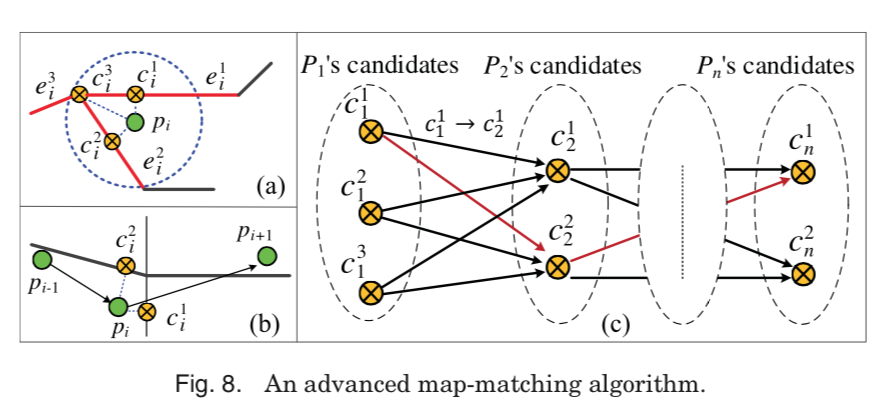 e_i^3 c_i^3 c_i^1 e_i^1
p_i
c_i^2 e_i^2
(a)
c_i^2 p_{i+1}
p_{i-1}
p_i c_i^1 (b)
P_1's candidates P_2's candidates P_n's candidates
c_1^1 c_1^1 → c_2^1 c_2^1 c_n^1
c_1^2 c_2^2 c_n^2
c_1^3
(c)
Fig. 8. An advanced map-matching algorithm.